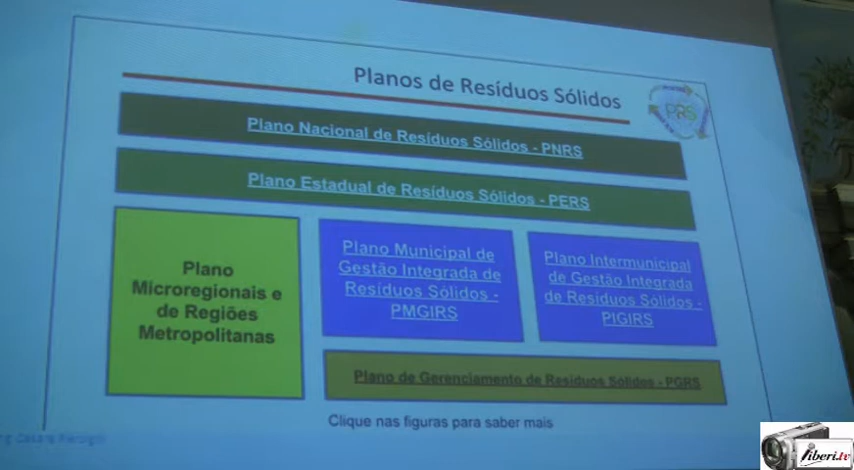 Planos de Resíduos Sólidos
PRS
Plano Nacional de Resíduos Sólidos - PNRS
Plano Estadual de Resíduos Sólidos - PERS
Plano
Microregionais e
de Regiões
Metropolitanas
Plano Municipal de
Gestão Integrada de
Resíduos Sólidos -
PMGIRS
Plano Intermunicipal
de Gestão Integrada
de Resíduos Sólidos -
PIGIRS
Plano de Gerenciamento de Resíduos Sólidos - PGRS
Clique nas figuras para saber mais
liberi.tv